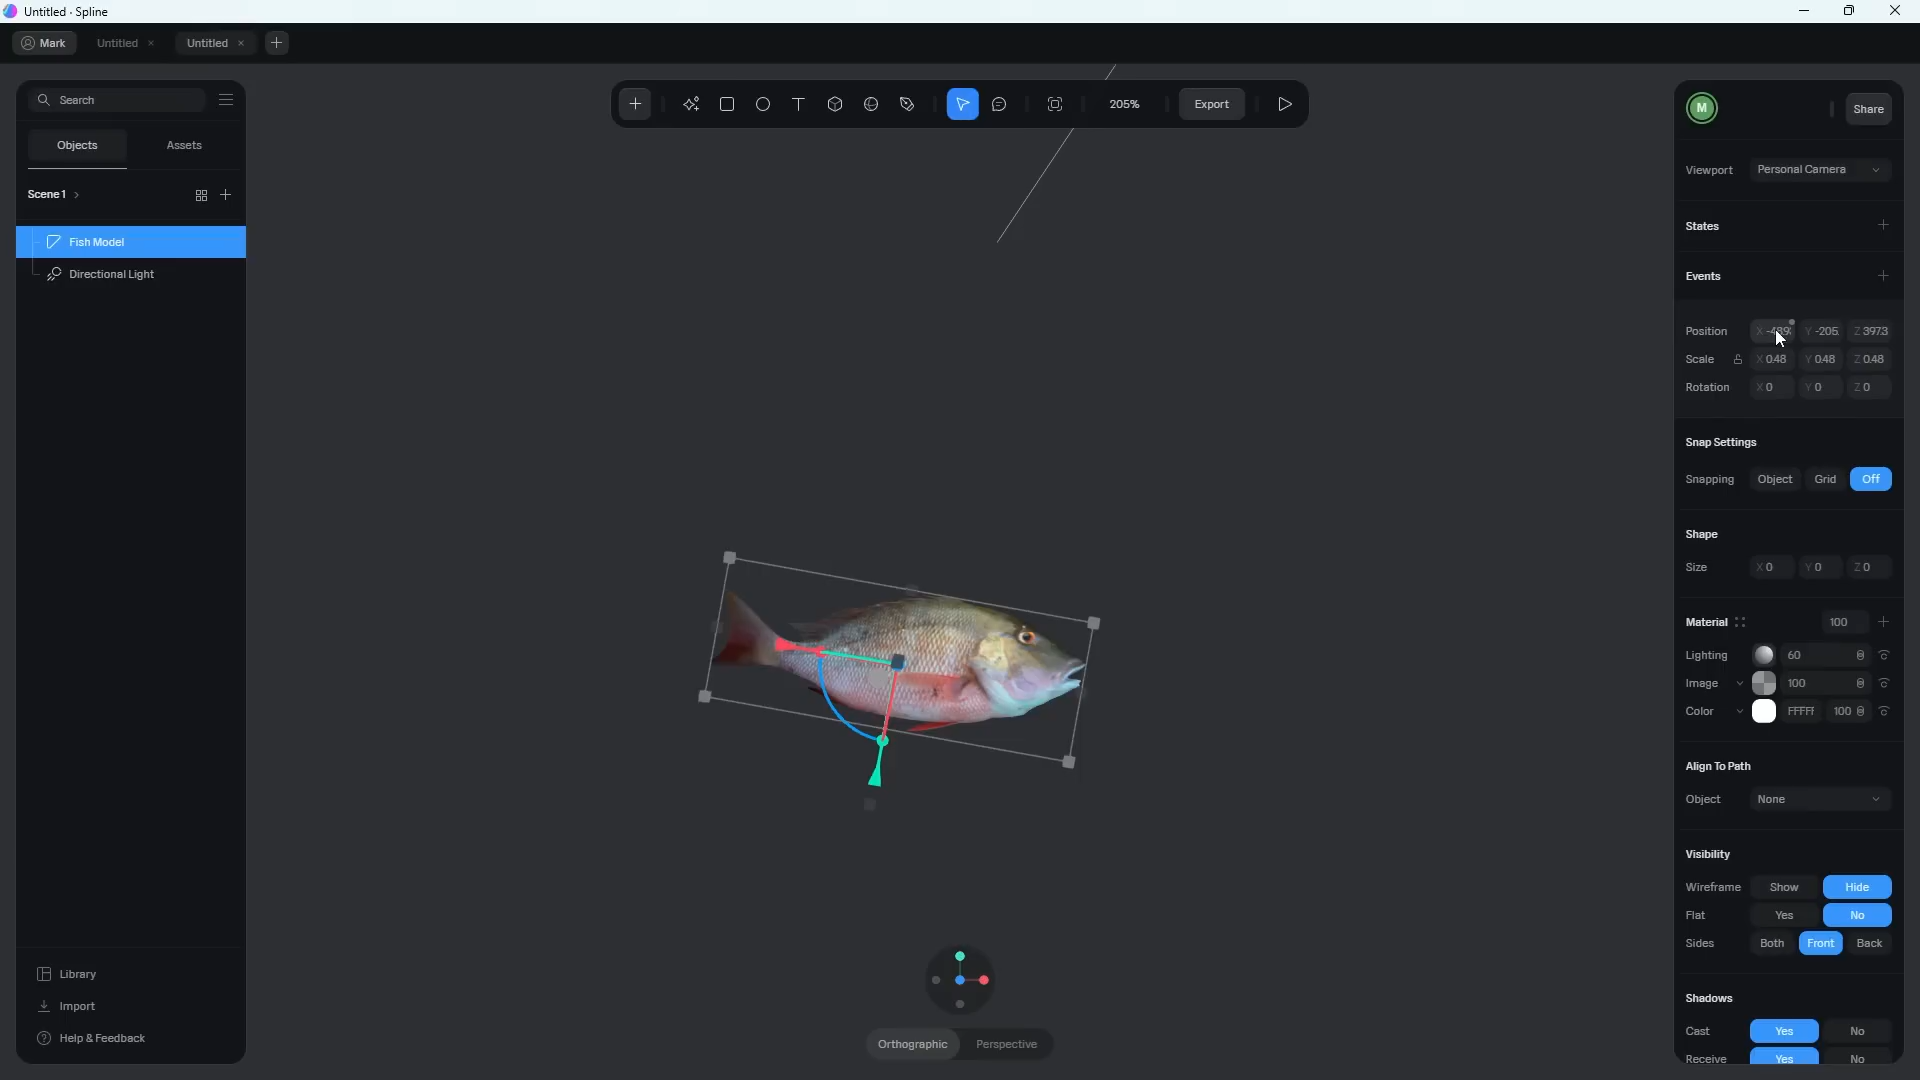 Untitled - Spline
Mark
Untitled ×
Untitled ×
Search
Objects
Assets
Scene 1
Fish Model
Directional Light
Library
Import
Help & Feedback
205%
Export
M
Share
Viewport Personal Camera
States
Events
Position X Y -205. Z 397.3
Scale X 0.48 Y 0.48 Z 0.48
Rotation X 0 Y 0 Z 0
Snap Settings
Snapping Object Grid Off
Shape
Size X 0 Y 0 Z 0
Material 100
Lighting 60
Image 100
Color FFFFF 100
Align To Path
Object None
Visibility
Wireframe Show Hide
Flat Yes No
Sides Both Front Back
Shadows
Cast Yes No
Receive Yes No
Orthographic
Perspective